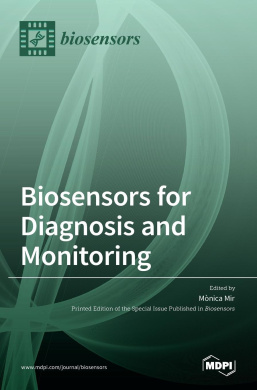 biosensors
Biosensors for
Diagnosis and
Monitoring
Edited by
Mònica Mir
Printed Edition of the Special Issue Published in Biosensors
www.mdpi.com/journal/biosensors
MDPI